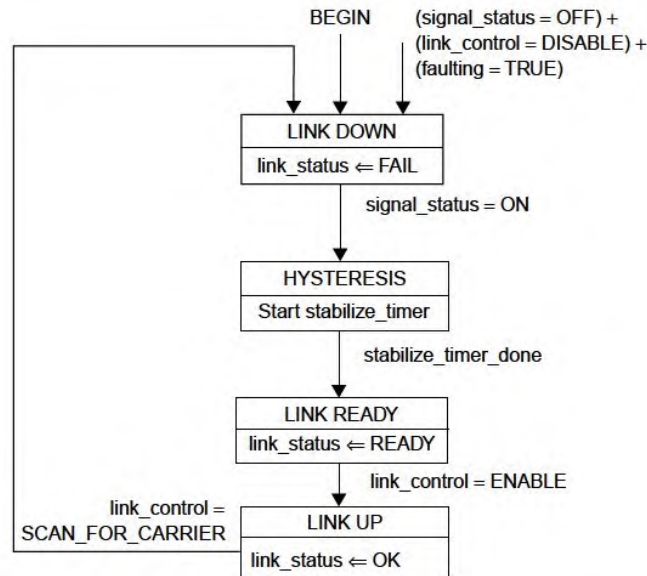 BEGIN
(signal_status = OFF) +
(link_control = DISABLE) +
(faulting = TRUE)
LINK DOWN
link_status ⇐ FAIL
signal_status = ON
HYSTERESIS
Start stabilize_timer
stabilize_timer_done
LINK READY
link_status ⇐ READY
link_control = ENABLE
link_control =
SCAN_FOR_CARRIER
LINK UP
link_status ⇐ OK